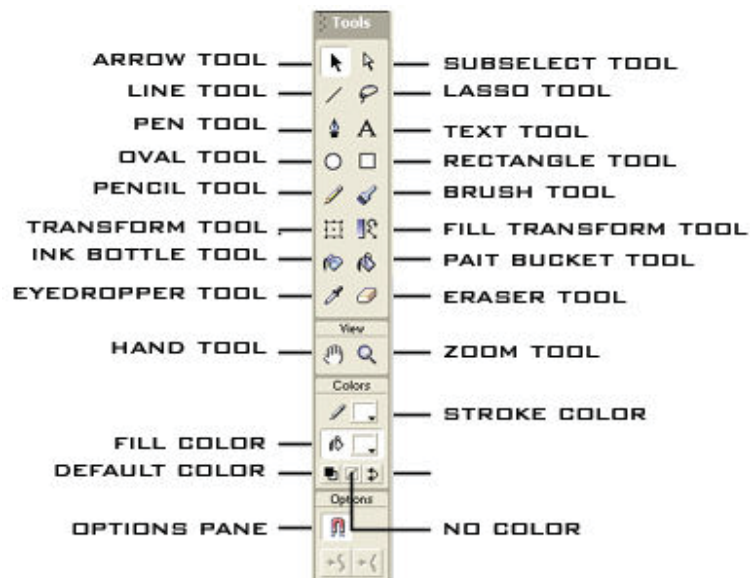 Tools
ARROW TOOL
SUBSELECT TOOL
LINE TOOL
LASSO TOOL
PEN TOOL
TEXT TOOL
OVAL TOOL
RECTANGLE TOOL
PENCIL TOOL
BRUSH TOOL
TRANSFORM TOOL
FILL TRANSFORM TOOL
INK BOTTLE TOOL
PAIT BUCKET TOOL
EYEDROPPER TOOL
ERASER TOOL
View
HAND TOOL
ZOOM TOOL
Colors
STROKE COLOR
FILL COLOR
DEFAULT COLOR
Options
OPTIONS PANE
NO COLOR